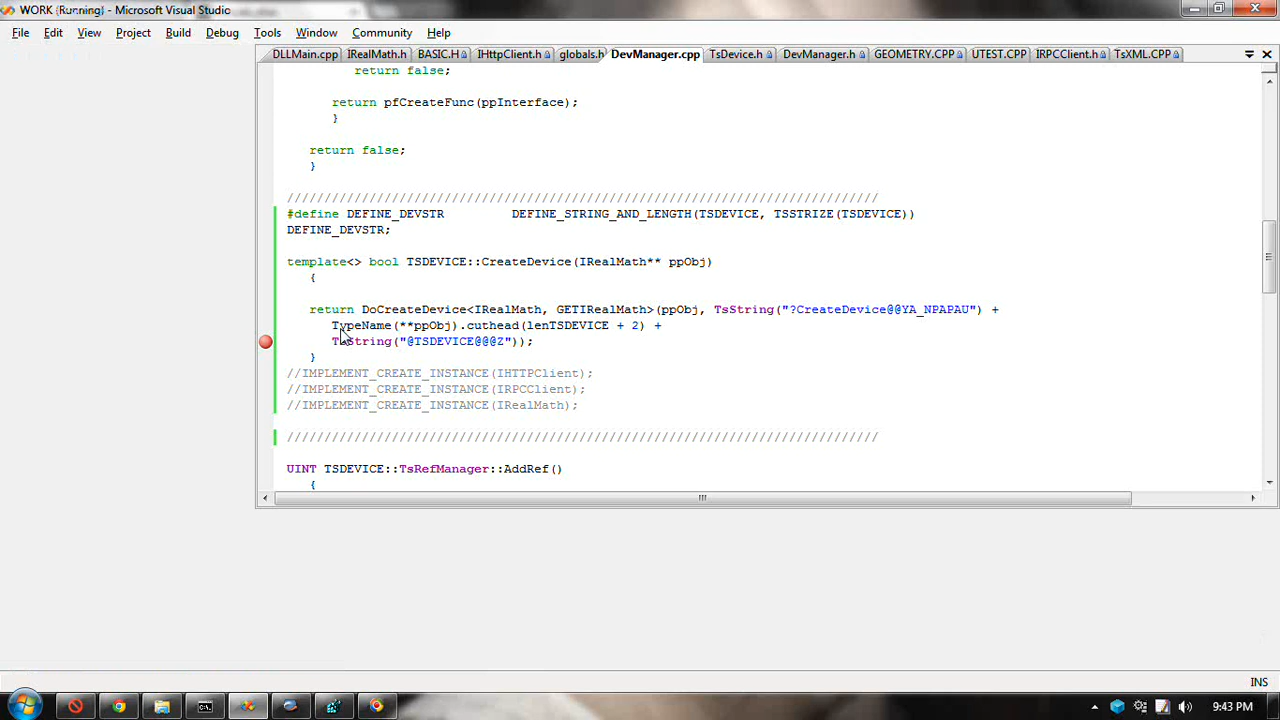 WORK (Running) - Microsoft Visual Studio
File Edit View Project Build Debug Tools Window Community Help
DLLMain.cpp IRealMath.h BASIC.H IHttpClient.h globals.h DevManager.cpp TsDevice.h DevManager.h GEOMETRY.CPP UTEST.CPP IRPCClient.h TsXML.CPP
return false;
return pfCreateFunc(ppInterface);
}
return false;
}
///////////////////////////////////////////////////////////////////////////////
#define DEFINE_DEVSTR DEFINE_STRING_AND_LENGTH(TSDEVICE, TSSTRIZE(TSDEVICE))
DEFINE_DEVSTR;
template<> bool TSDEVICE::CreateDevice(IRealMath** ppObj)
{
return DoCreateDevice<IRealMath, GETIRealMath>(ppObj, TsString("?CreateDevice@@YA_NPAPAU") +
TypeName(**ppObj).cuthead(lenTSDEVICE + 2) +
TsString("@TSDEVICE@@@Z"));
}
//IMPLEMENT_CREATE_INSTANCE(IHTTPClient);
//IMPLEMENT_CREATE_INSTANCE(IRPCClient);
//IMPLEMENT_CREATE_INSTANCE(IRealMath);
///////////////////////////////////////////////////////////////////////////////
UINT TSDEVICE::TsRefManager::AddRef()
{
INS
9:43 PM